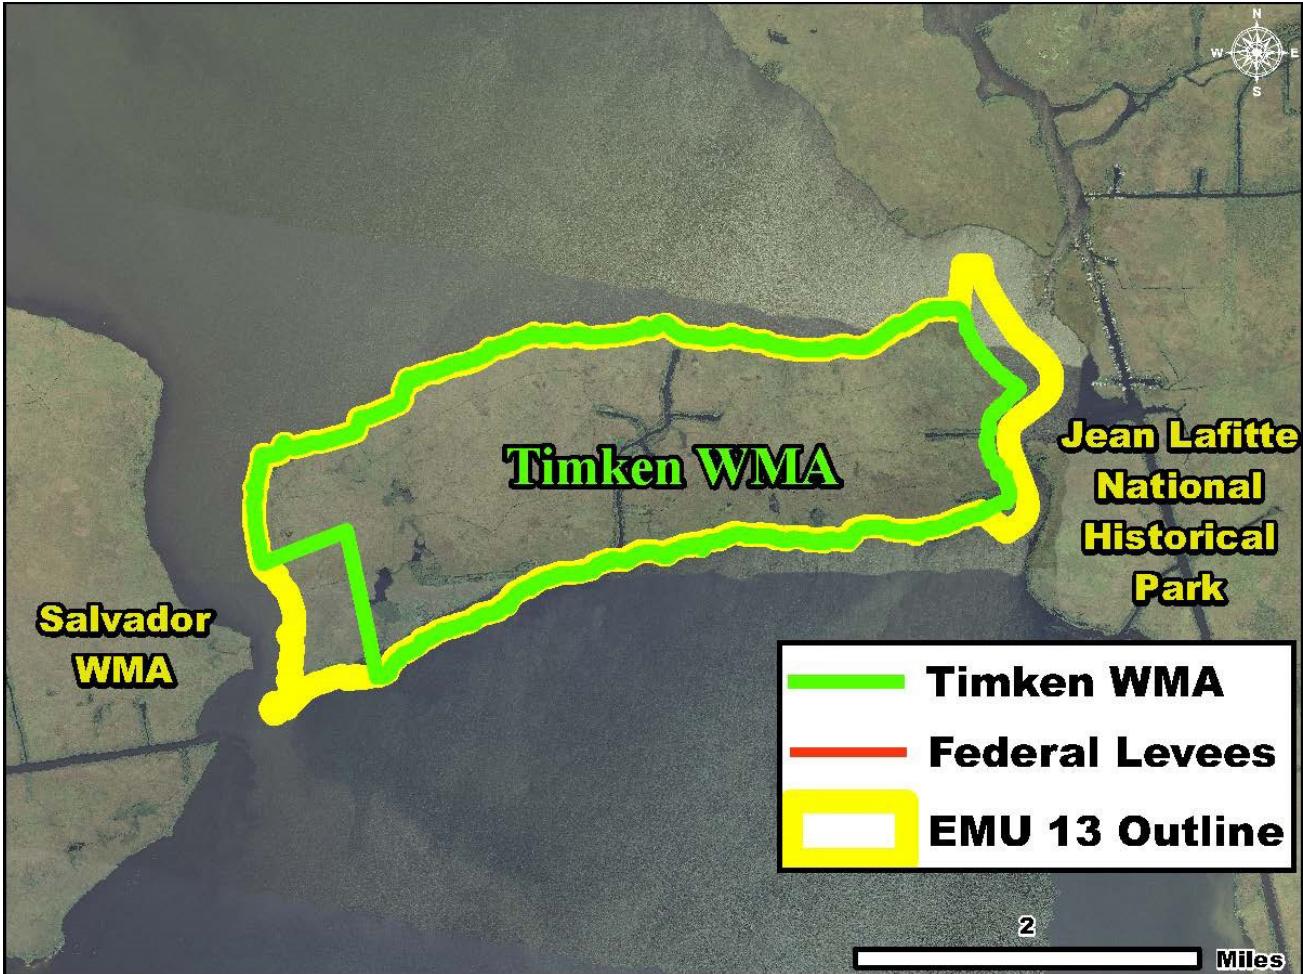 N
W E
S
Timken WMA
Jean Lafitte
National
Historical
Park
Salvador
WMA
Timken WMA
Federal Levees
EMU 13 Outline
2
Miles